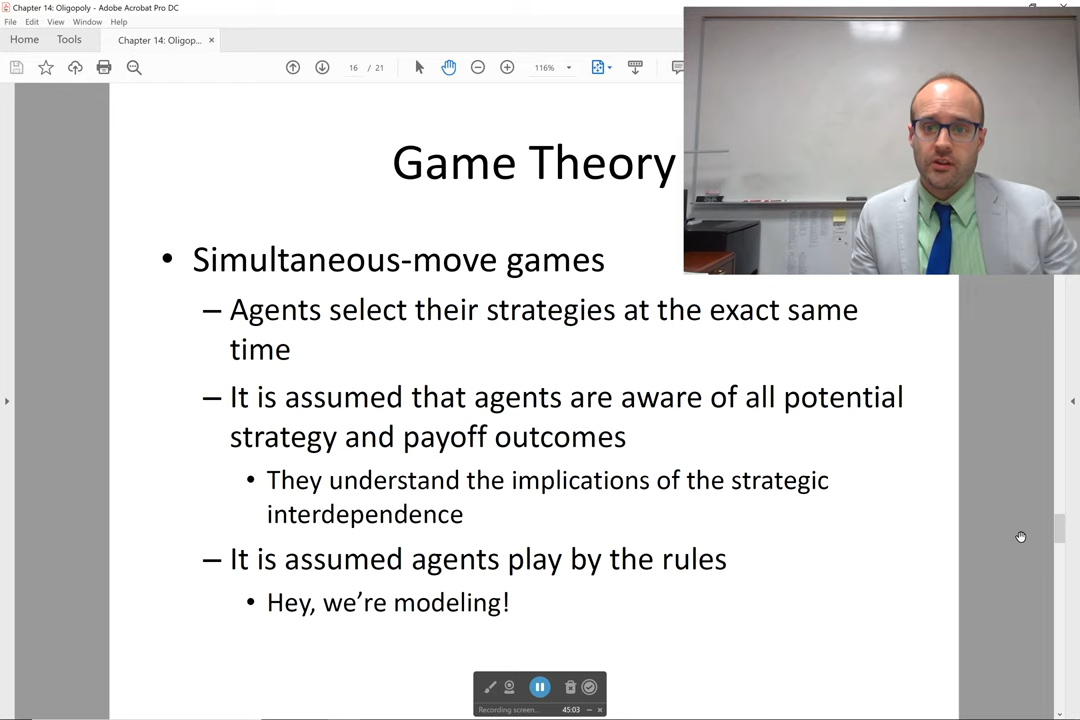 Chapter 14: Oligopoly - Adobe Acrobat Pro DC
File Edit View Window Help
Home Tools Chapter 14: Oligop... ×
16 / 21 116%
Game Theory
• Simultaneous-move games
– Agents select their strategies at the exact same
time
– It is assumed that agents are aware of all potential
strategy and payoff outcomes
• They understand the implications of the strategic
interdependence
– It is assumed agents play by the rules
• Hey, we’re modeling!
Recording screen... 45:03